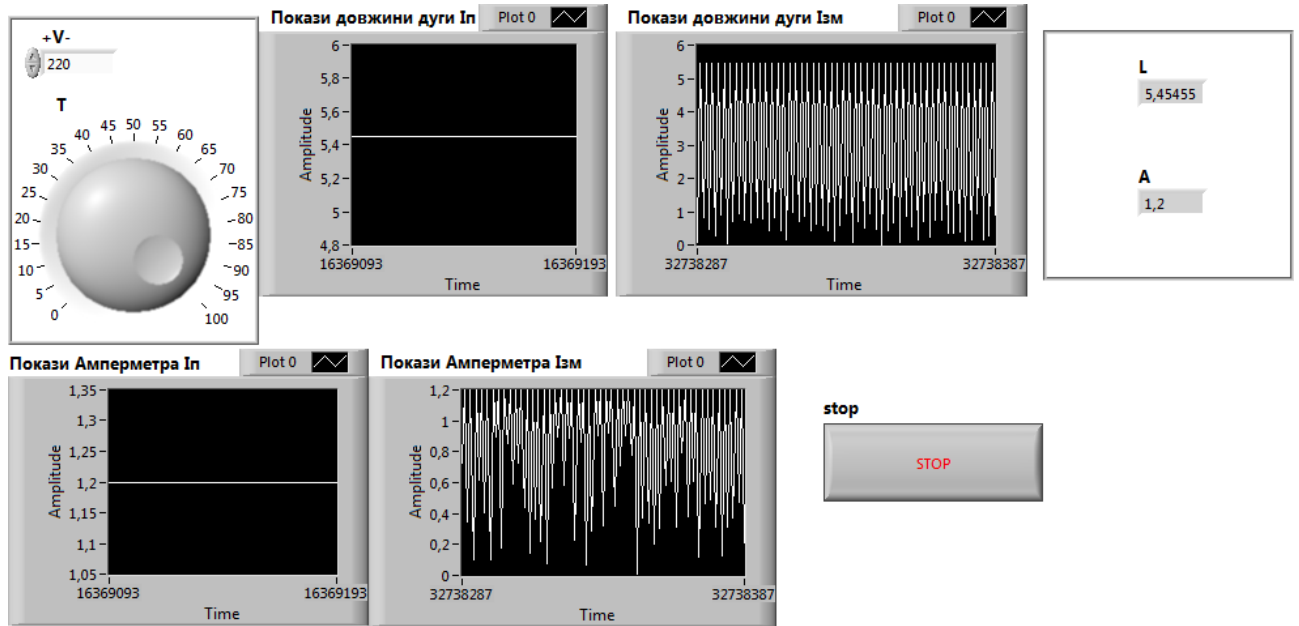 +V-
220
T
0
5
10
15
20
25
30
35
40
45
50
55
60
65
70
75
80
85
90
95
100
Покази довжини дуги Іп
Plot 0
6
5,8
5,6
5,4
5,2
5
4,8
Amplitude
16369093
16369193
Time
Покази довжини дуги Ізм
Plot 0
6
5
4
3
2
1
0
Amplitude
32738287
32738387
Time
L
5,45455
A
1,2
Покази Амперметра Іп
Plot 0
1,35
1,3
1,25
1,2
1,15
1,1
1,05
Amplitude
16369093
16369193
Time
Покази Амперметра Ізм
Plot 0
1,2
1
0,8
0,6
0,4
0,2
0
Amplitude
32738287
32738387
Time
stop
STOP